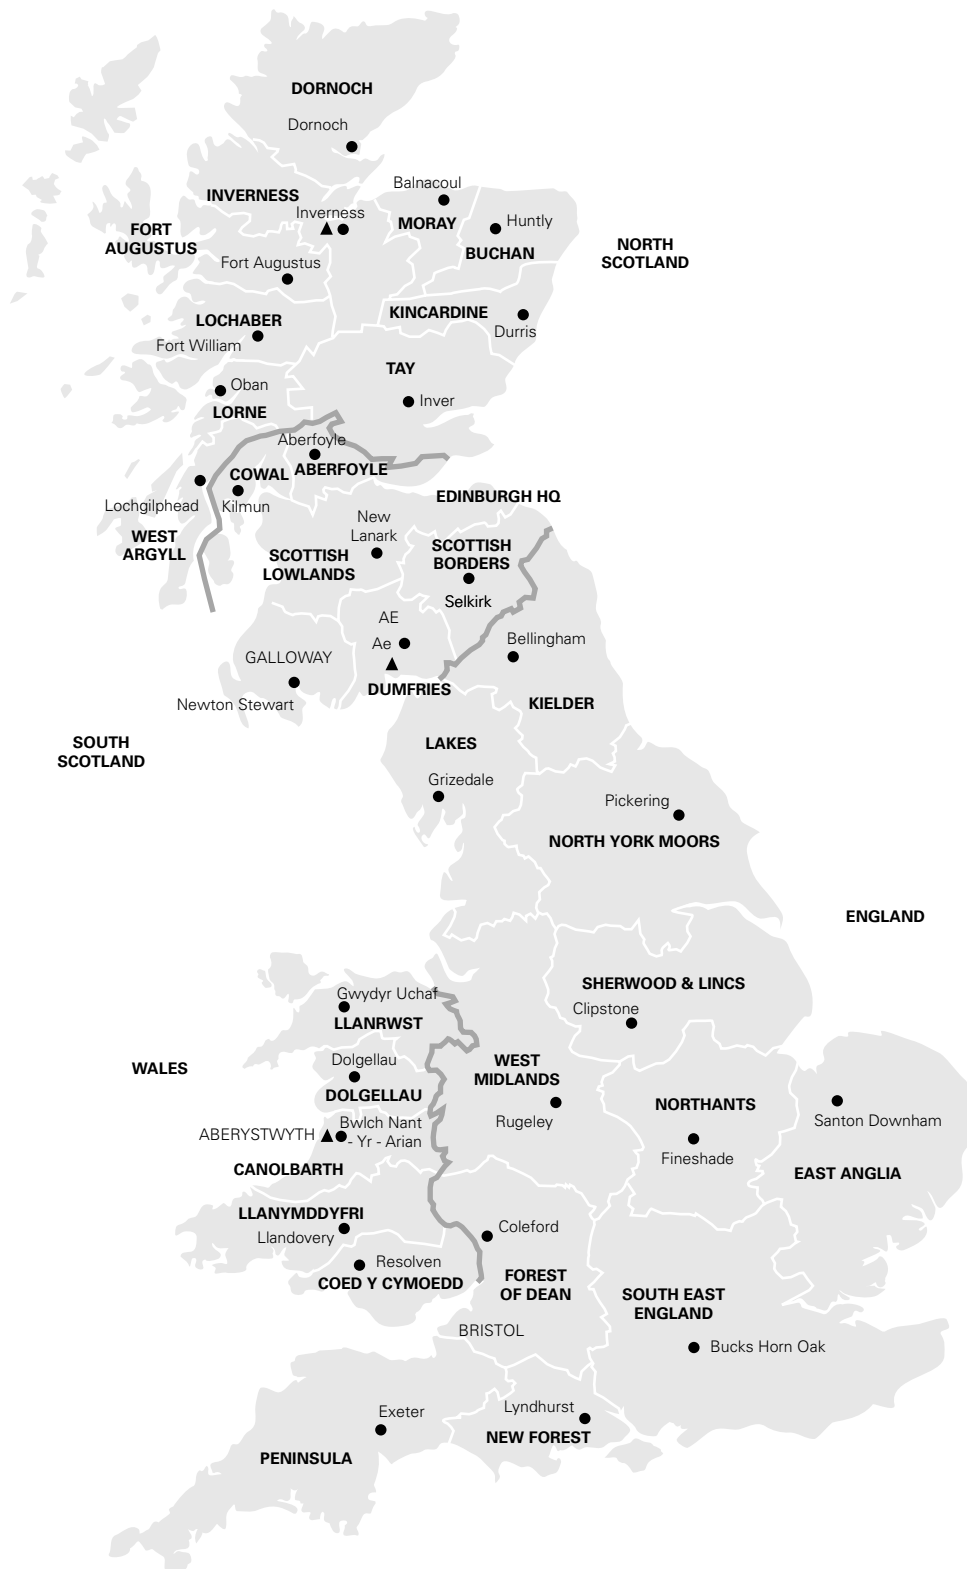 DORNOCH
Dornoch
Balnacoul
INVERNESS
Inverness
MORAY
Huntly
FORT
AUGUSTUS
BUCHAN
NORTH
SCOTLAND
Fort Augustus
KINCARDINE
LOCHABER
Durris
Fort William
TAY
Oban
Inver
LORNE
Aberfoyle
ABERFOYLE
COWAL
EDINBURGH HQ
Lochgilphead
Kilmun
New
Lanark
WEST
ARGYLL
SCOTTISH
BORDERS
SCOTTISH
LOWLANDS
Selkirk
AE
Ae
Bellingham
GALLOWAY
DUMFRIES
Newton Stewart
KIELDER
SOUTH
SCOTLAND
LAKES
Grizedale
Pickering
NORTH YORK MOORS
ENGLAND
SHERWOOD & LINCS
Gwydyr Uchaf
Clipstone
LLANRWST
WALES
Dolgellau
WEST
MIDLANDS
DOLGELLAU
NORTHANTS
Rugeley
Santon Downham
ABERYSTWYTH
Bwlch Nant
- Yr - Arian
Fineshade
CANOLBARTH
EAST ANGLIA
LLANYMDDYFRI
Llandovery
Coleford
Resolven
COED Y CYMOEDD
FOREST
OF DEAN
SOUTH EAST
ENGLAND
BRISTOL
Bucks Horn Oak
Exeter
Lyndhurst
NEW FOREST
PENINSULA